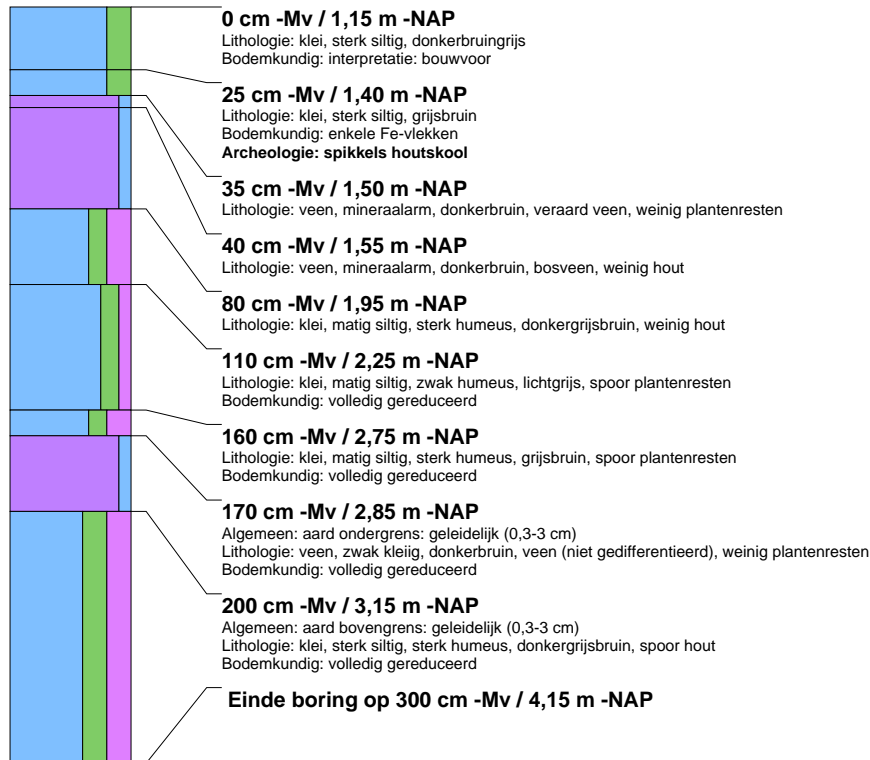 0 cm -Mv / 1,15 m -NAP
Lithologie: klei, sterk siltig, donkerbruingrijs
Bodemkundig: interpretatie: bouwvoor
25 cm -Mv / 1,40 m -NAP
Lithologie: klei, sterk siltig, grijsbruin
Bodemkundig: enkele Fe-vlekken
Archeologie: spikkels houtskool
35 cm -Mv / 1,50 m -NAP
Lithologie: veen, mineraalarm, donkerbruin, veraard veen, weinig plantenresten
40 cm -Mv / 1,55 m -NAP
Lithologie: veen, mineraalarm, donkerbruin, bosveen, weinig hout
80 cm -Mv / 1,95 m -NAP
Lithologie: klei, matig siltig, sterk humeus, donkergrijsbruin, weinig hout
110 cm -Mv / 2,25 m -NAP
Lithologie: klei, matig siltig, zwak humeus, lichtgrijs, spoor plantenresten
Bodemkundig: volledig gereduceerd
160 cm -Mv / 2,75 m -NAP
Lithologie: klei, matig siltig, sterk humeus, grijsbruin, spoor plantenresten
Bodemkundig: volledig gereduceerd
170 cm -Mv / 2,85 m -NAP
Algemeen: aard ondergrens: geleidelijk (0,3-3 cm)
Lithologie: veen, zwak kleiig, donkerbruin, veen (niet gedifferentieerd), weinig plantenresten
Bodemkundig: volledig gereduceerd
200 cm -Mv / 3,15 m -NAP
Algemeen: aard bovengrens: geleidelijk (0,3-3 cm)
Lithologie: klei, sterk siltig, sterk humeus, donkergrijsbruin, spoor hout
Bodemkundig: volledig gereduceerd
Einde boring op 300 cm -Mv / 4,15 m -NAP